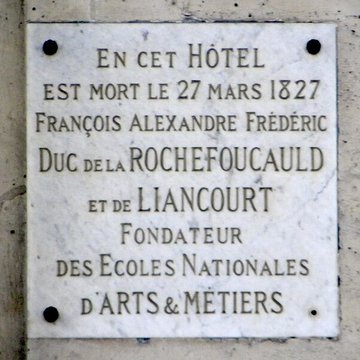 EN CET HÔTEL
EST MORT LE 27 MARS 1827
FRANÇOIS ALEXANDRE FRÉDÉRIC
DUC DE LA ROCHEFOUCAULD
ET DE LIANCOURT
FONDATEUR
DES ECOLES NATIONALES
D'ARTS & METIERS